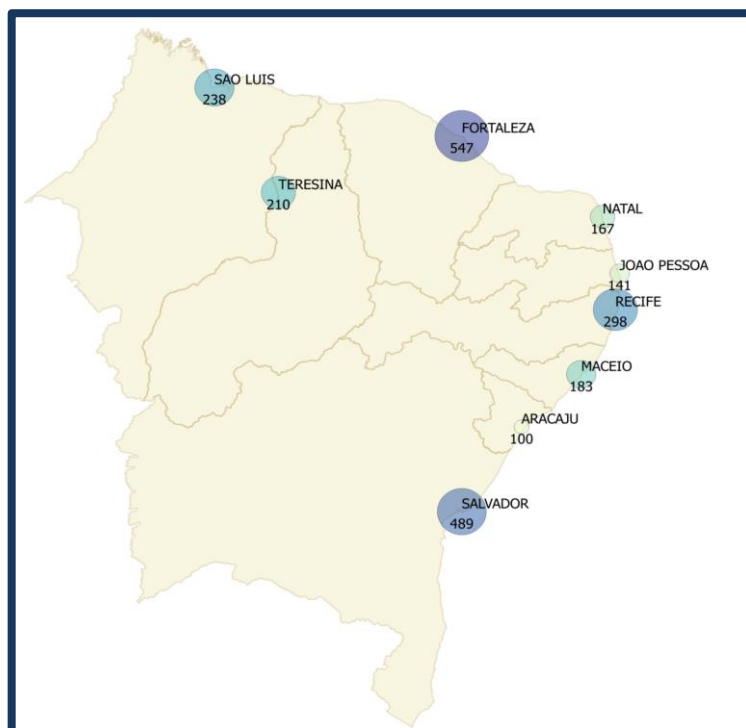 SAO LUIS
238
FORTALEZA
547
TERESINA
210
NATAL
167
JOAO PESSOA
141
RECIFE
298
MACEIO
183
ARACAJU
100
SALVADOR
489